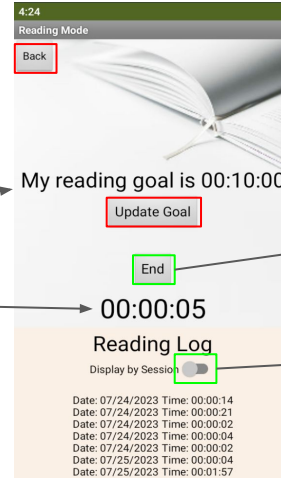 4:24
Reading Mode
Back
My reading goal is 00:10:00
Update Goal
End
00:00:05
Reading Log
Display by Session
Date: 07/24/2023 Time: 00:00:14
Date: 07/24/2023 Time: 00:00:21
Date: 07/24/2023 Time: 00:00:02
Date: 07/24/2023 Time: 00:00:04
Date: 07/24/2023 Time: 00:00:02
Date: 07/25/2023 Time: 00:00:04
Date: 07/25/2023 Time: 00:01:57